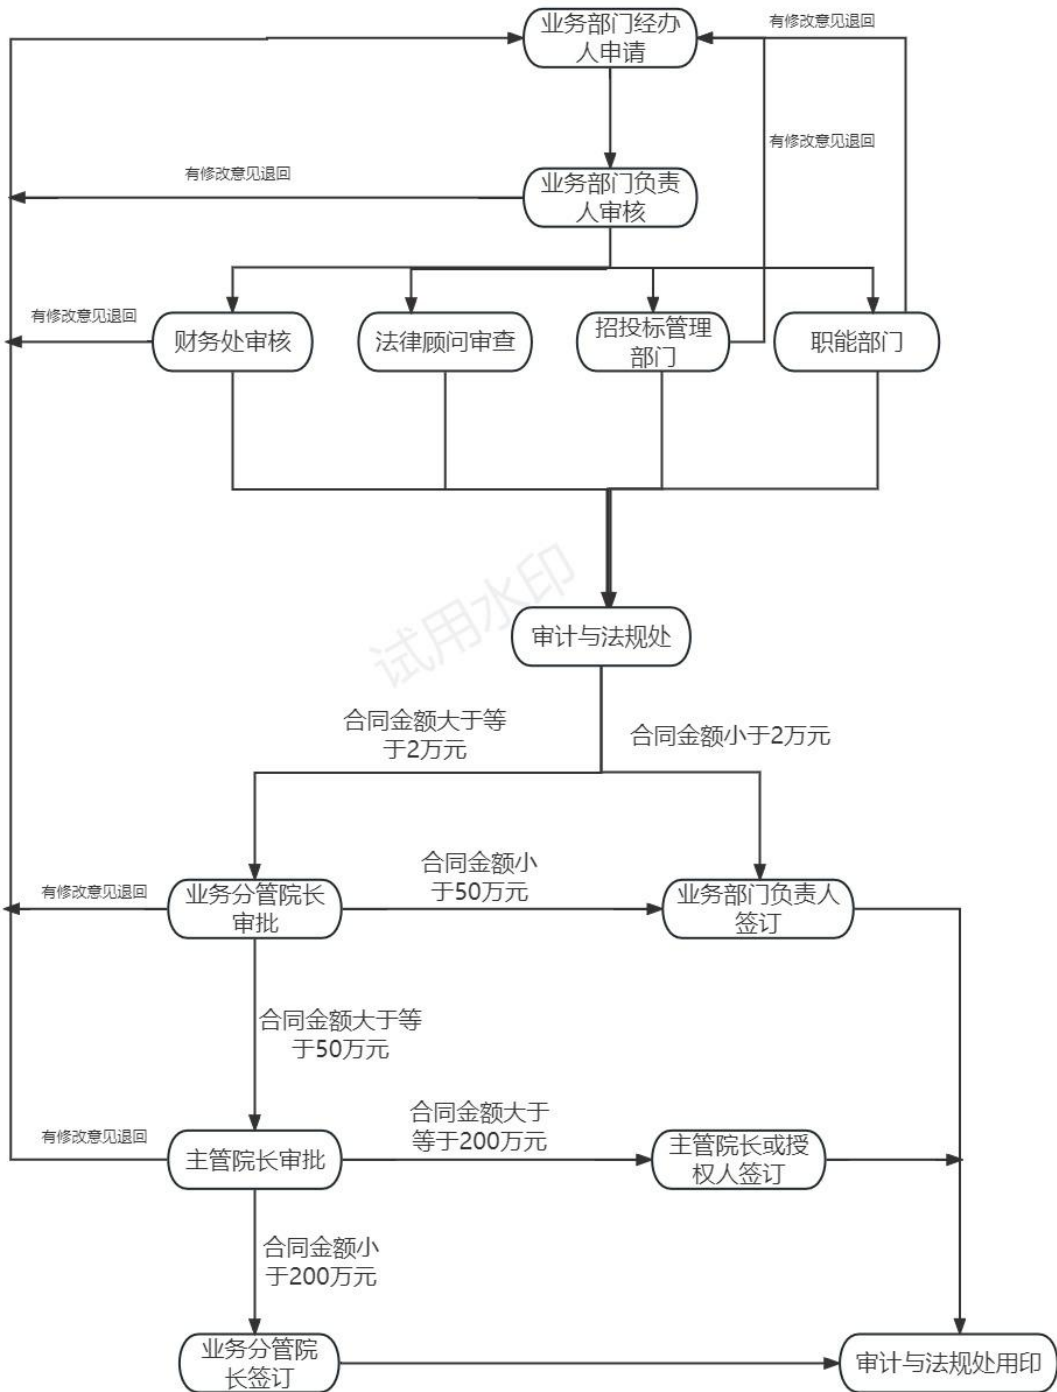 业务部门经办
人申请
有修改意见退回
有修改意见退回
有修改意见退回
业务部门负责
人审核
有修改意见退回
财务处审核
法律顾问审查
招投标管理
部门
职能部门
试用水印
审计与法规处
合同金额大于等
于2万元
合同金额小于2万元
有修改意见退回
业务分管院长
审批
合同金额小
于50万元
业务部门负责人
签订
合同金额大于等
于50万元
有修改意见退回
主管院长审批
合同金额大于
等于200万元
主管院长或授
权人签订
合同金额小
于200万元
业务分管院
长签订
审计与法规处用印